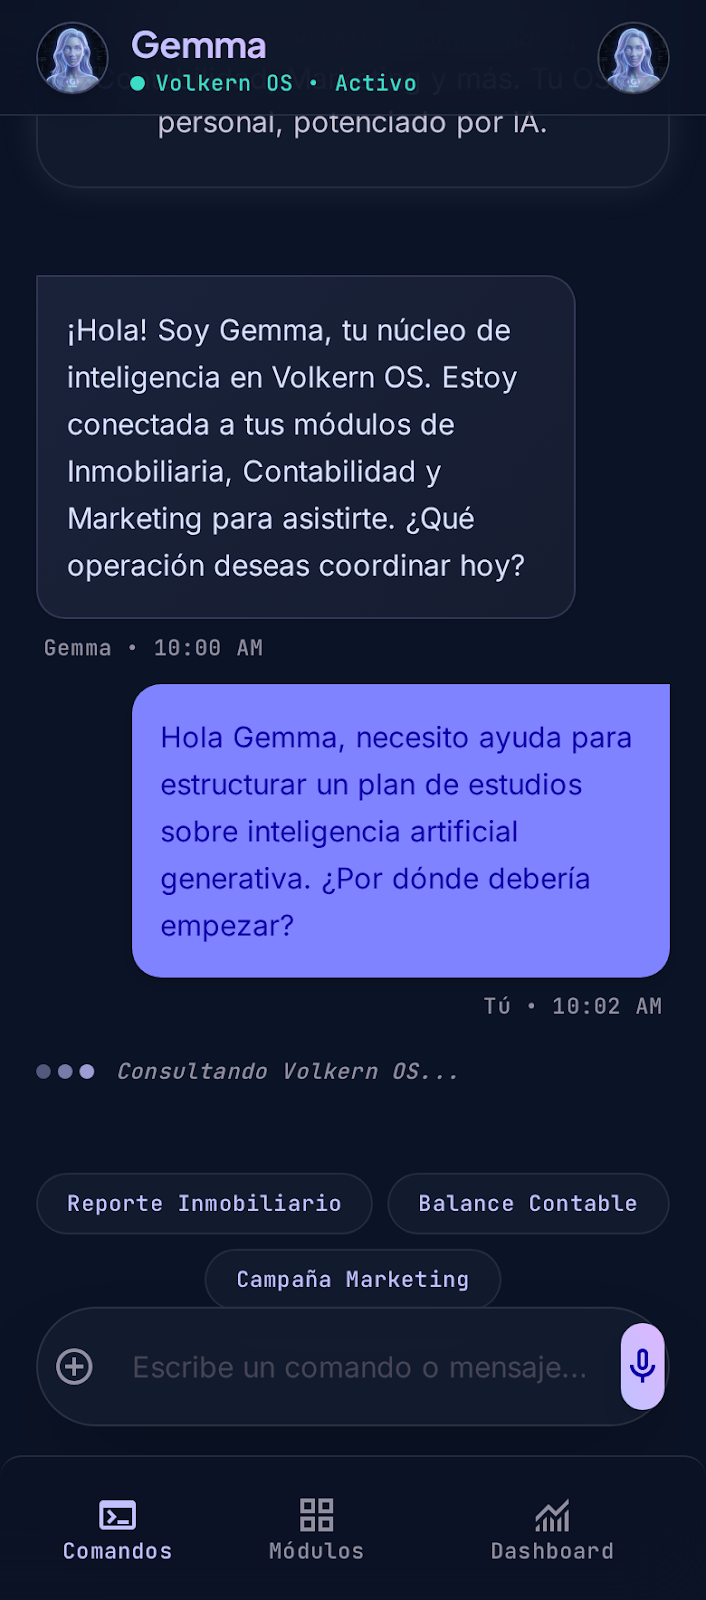 Gemma
Volkern OS • Activo
y más. Tu OS
personal, potenciado por IA.
¡Hola! Soy Gemma, tu núcleo de
inteligencia en Volkern OS. Estoy
conectada a tus módulos de
Inmobiliaria, Contabilidad y
Marketing para asistirte. ¿Qué
operación deseas coordinar hoy?
Gemma • 10:00 AM
Hola Gemma, necesito ayuda para
estructurar un plan de estudios
sobre inteligencia artificial
generativa. ¿Por dónde debería
empezar?
Tú • 10:02 AM
Consultando Volkern OS...
Reporte Inmobiliario
Balance Contable
Campaña Marketing
Escribe un comando o mensaje...
Comandos
Módulos
Dashboard